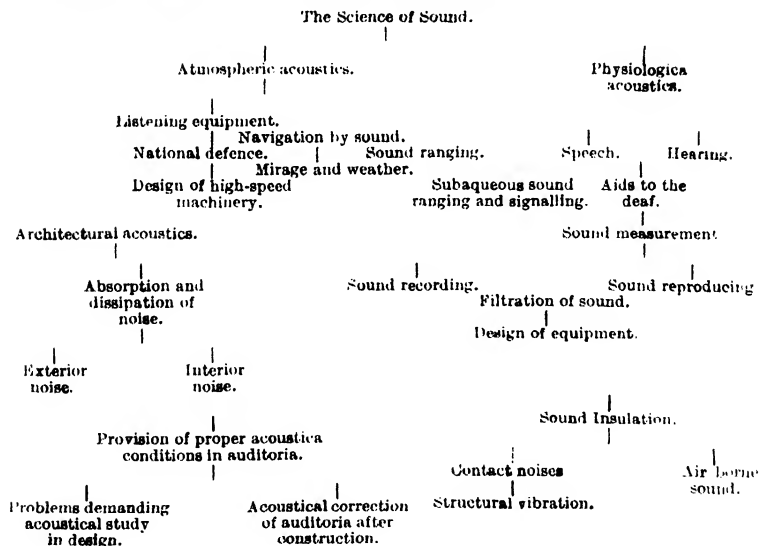 The Science of Sound.
Atmospheric acoustics.
Physiologica
acoustics.
Listening equipment.
Navigation by sound.
National defence.
Sound ranging.
Speech.
Hearing.
Mirage and weather.
Design of high-speed
machinery.
Subaqueous sound
ranging and signalling.
Aids to the
deaf.
Architectural acoustics.
Sound measurement
Absorption and
dissipation of
noise.
Sound recording.
Sound reproducing
Filtration of sound.
Design of equipment.
Exterior
noise.
Interior
noise.
Sound Insulation.
Provision of proper acoustica
conditions in auditoria.
Contact noises
Air borne
sound.
Structural vibration.
Problems demanding
acoustical study
in design.
Acoustical correction
of auditoria after
construction.